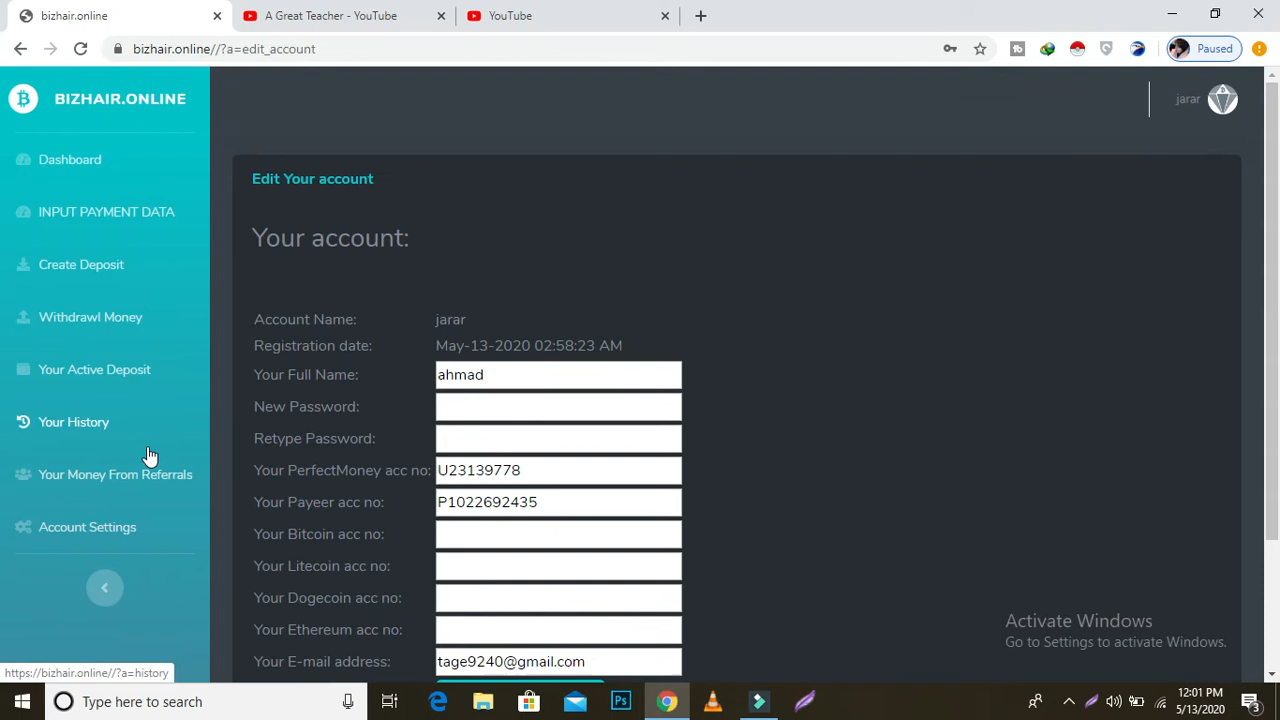 bizhair.online
A Great Teacher - YouTube
YouTube
bizhair.online//?a=edit_account
Paused
BIZHAIR.ONLINE
jarar
Dashboard
INPUT PAYMENT DATA
Create Deposit
Withdrawl Money
Your Active Deposit
Your History
Your Money From Referrals
Account Settings
Edit Your account
Your account:
Account Name: jarar
Registration date: May-13-2020 02:58:23 AM
Your Full Name: ahmad
New Password:
Retype Password:
Your PerfectMoney acc no: U23139778
Your Payeer acc no: P1022692435
Your Bitcoin acc no:
Your Litecoin acc no:
Your Dogecoin acc no:
Your Ethereum acc no:
Your E-mail address: tage9240@gmail.com
Activate Windows
Go to Settings to activate Windows.
https://bizhair.online//?a=history
Type here to search
12:01 PM
5/13/2020
3